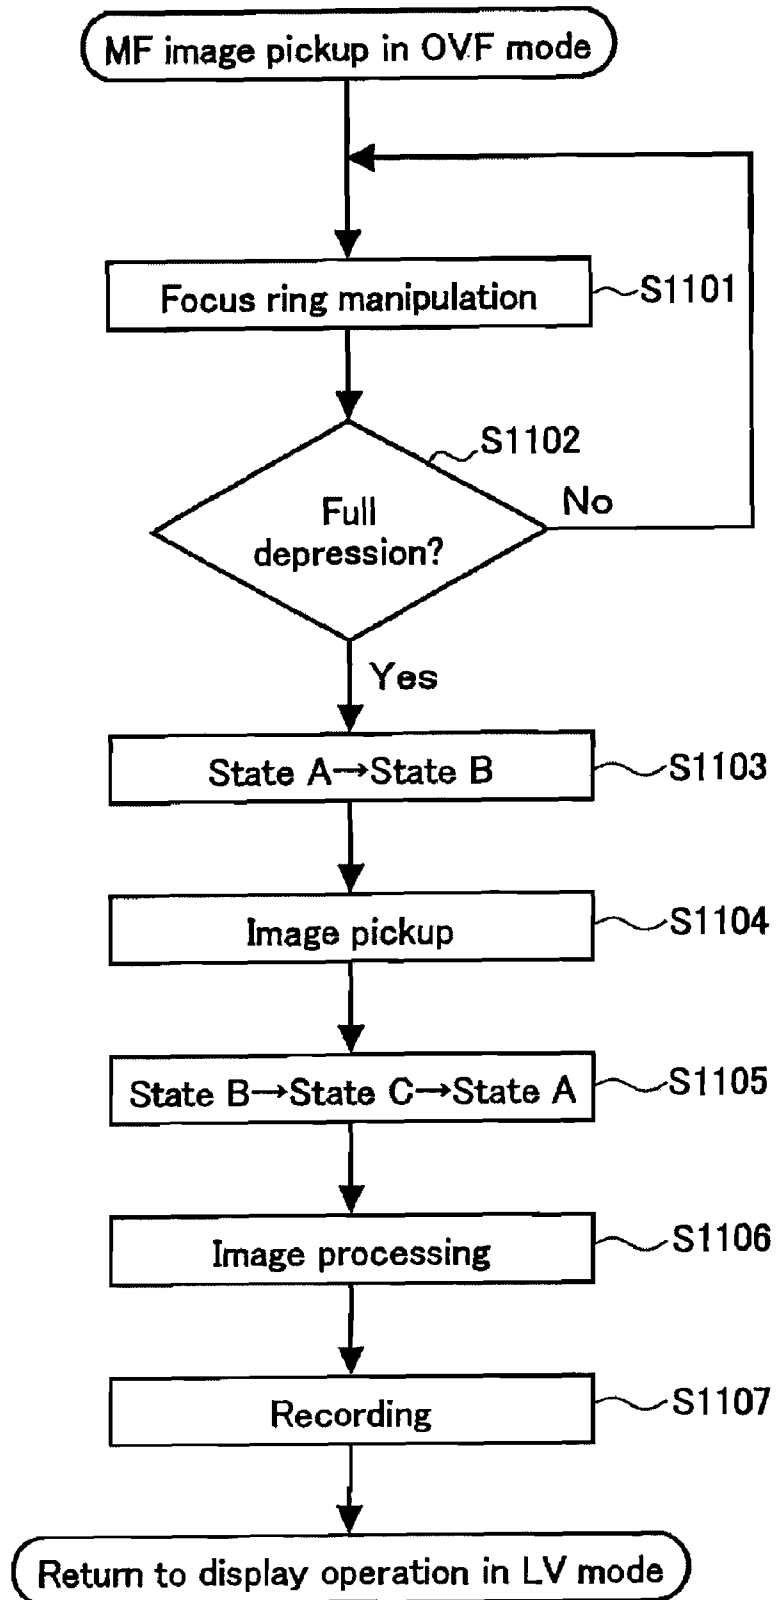 MF image pickup in OVF mode
Focus ring manipulation
S1101
S1102
Full
depression?
No
Yes
State A→State B
S1103
Image pickup
S1104
State B→State C→State A
S1105
Image processing
S1106
Recording
S1107
Return to display operation in LV mode